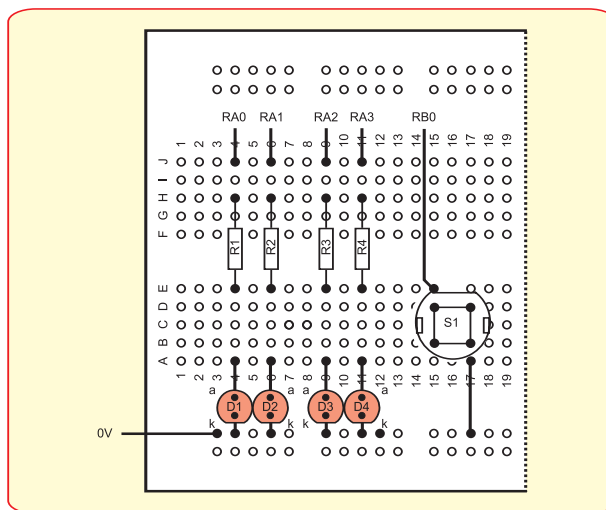 RA0 RA1 RA2 RA3 RB0
1 2 3 4 5 6 7 8 9 10 11 12 13 14 15 16 17 18 19
J
I
H
G
F
R1 R2 R3 R4
E
D
C
B
A
S1
1 2 3 4 5 6 7 8 9 10 11 12 13 14 15 16 17 18 19
a a a a
D1 D2 D3 D4
k k k k
0V